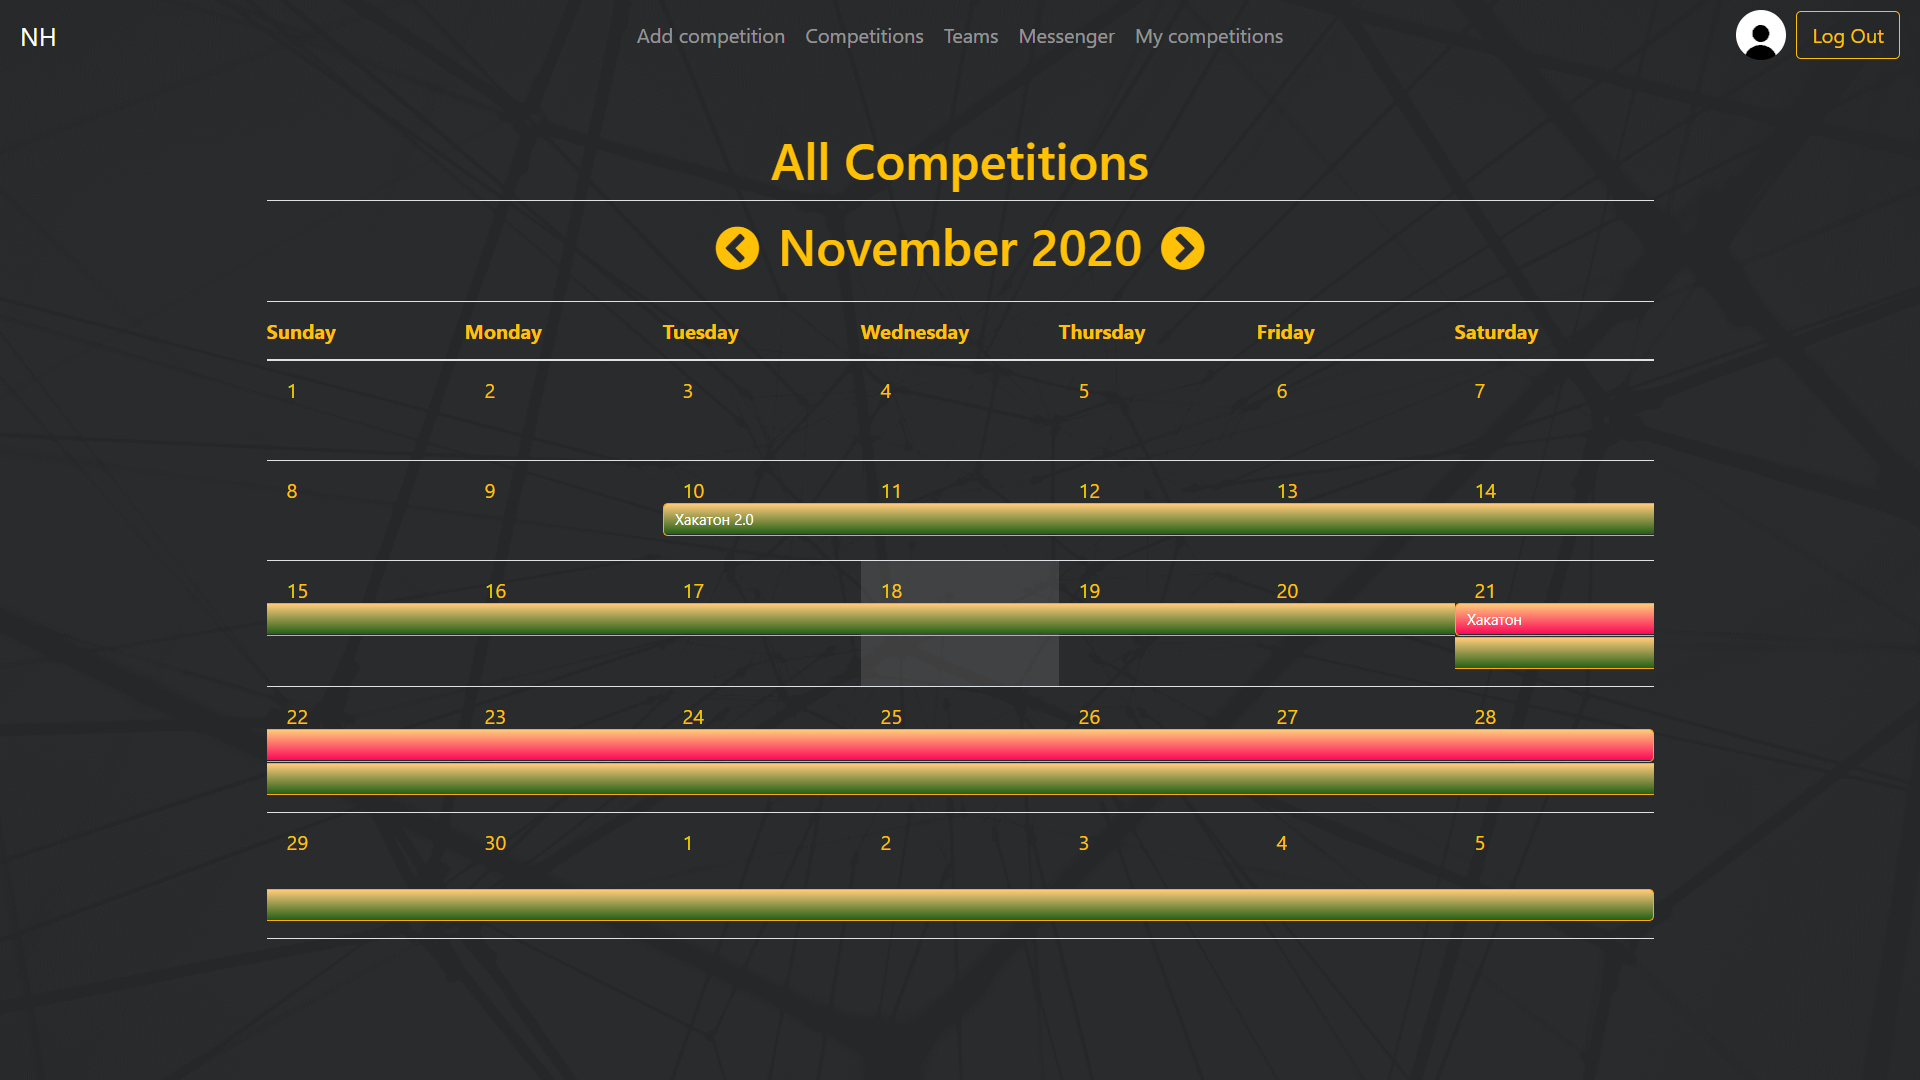 NH Add competition Competitions Teams Messenger My competitions Log Out
All Competitions
November 2020
Sunday Monday Tuesday Wednesday Thursday Friday Saturday
1 2 3 4 5 6 7
8 9 10 11 12 13 14
Хакатон 2.0
15 16 17 18 19 20 21
Хакатон
22 23 24 25 26 27 28
29 30 1 2 3 4 5